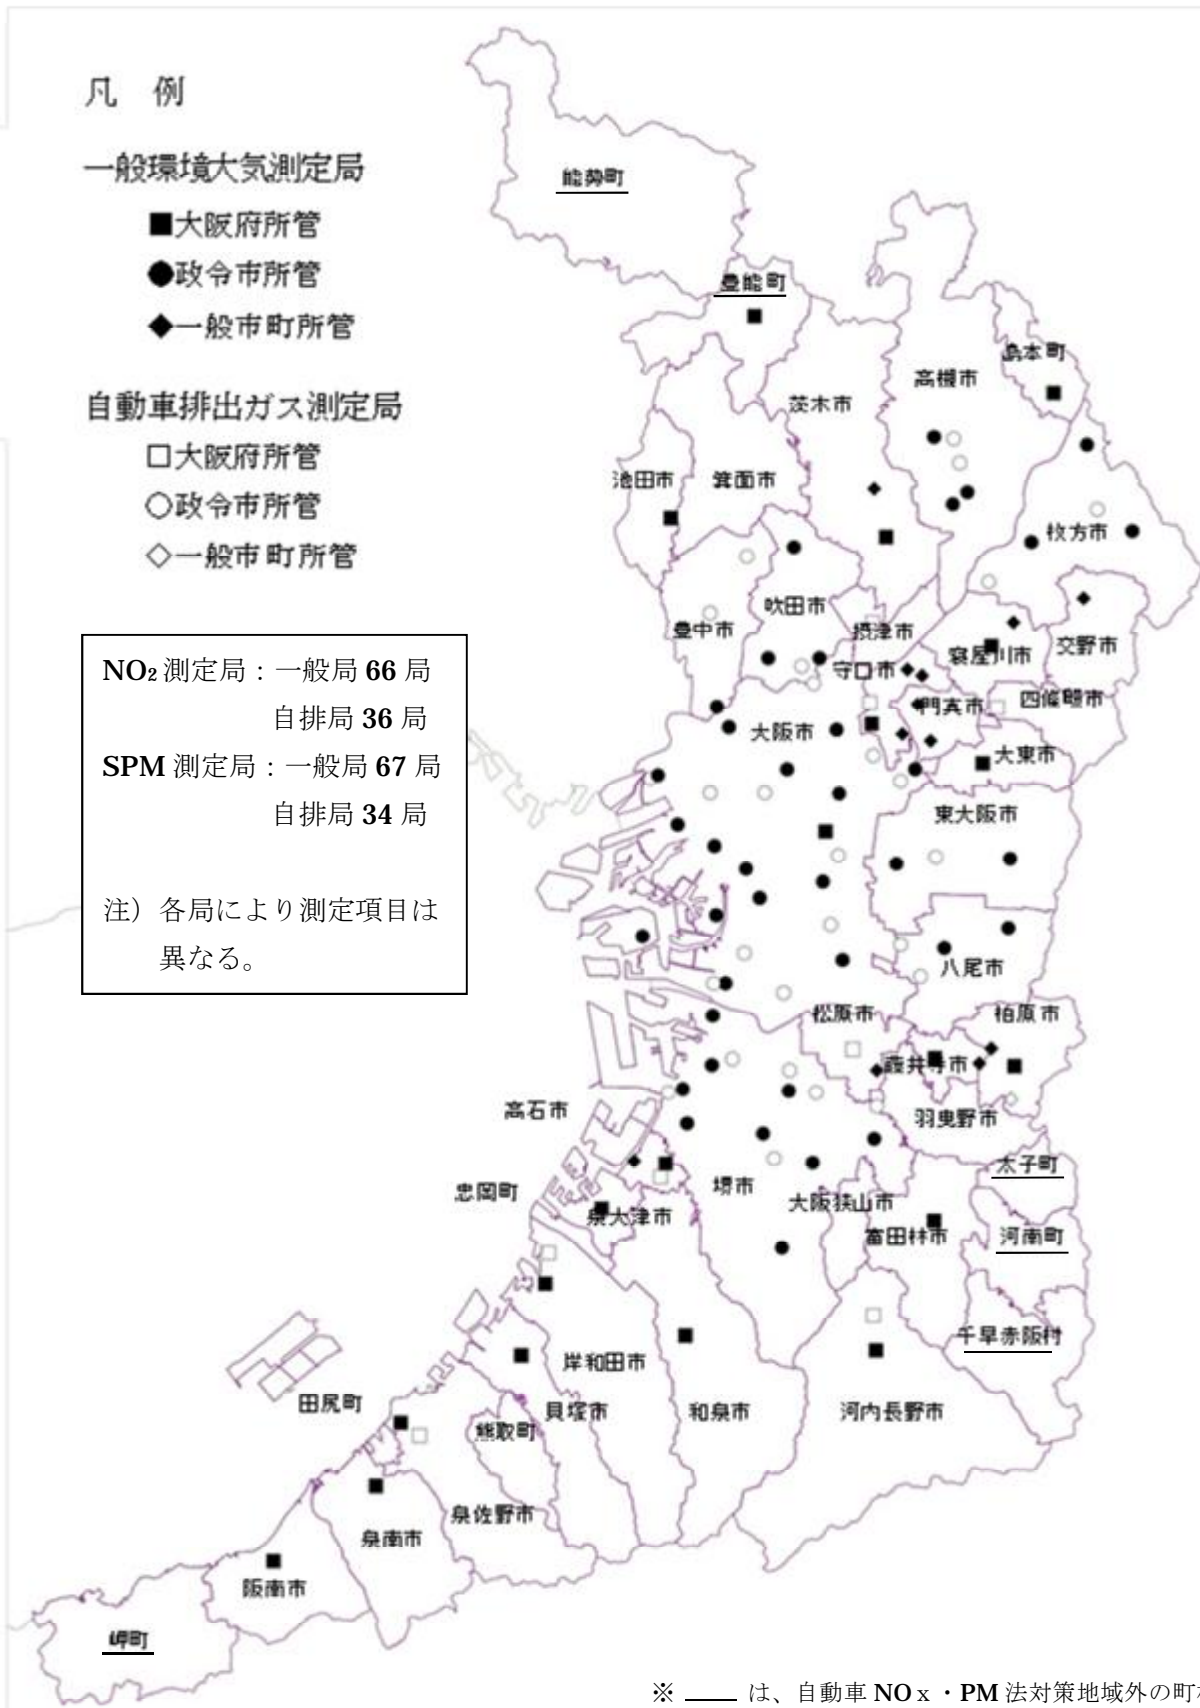 凡 例
一般環境大気測定局
■大阪府所管
●政令市所管
◆一般市町所管
自動車排出ガス測定局
□大阪府所管
○政令市所管
◇一般市町所管
NO₂ 測定局：一般局 66 局
自排局 36 局
SPM 測定局：一般局 67 局
自排局 34 局
注）各局により測定項目は
異なる。
能勢町
豊能町
島本町
高槻市
茨木市
池田市
箕面市
枚方市
吹田市
豊中市
摂津市
寝屋川市
交野市
守口市
門真市
四條畷市
大阪市
大東市
東大阪市
八尾市
松原市
柏原市
藤井寺市
高石市
羽曳野市
太子町
忠岡町
堺市
大阪狭山市
泉大津市
富田林市
河南町
千早赤阪村
岸和田市
田尻町
熊取町
貝塚市
和泉市
河内長野市
泉佐野市
泉南市
阪南市
岬町
※ は、自動車 NOx・PM 法対策地域外の町